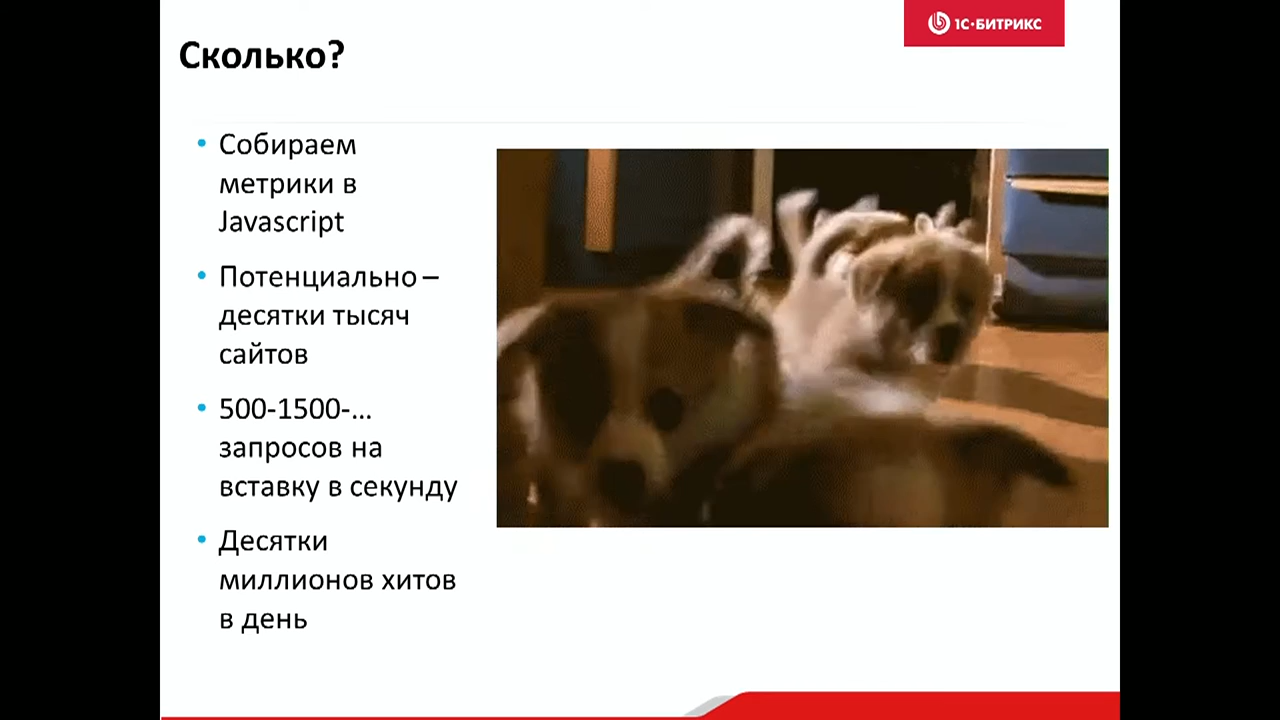 1С·БИТРИКС
Сколько?
• Собираем
метрики в
Javascript
• Потенциально –
десятки тысяч
сайтов
• 500-1500-...
запросов на
вставку в секунду
• Десятки
миллионов хитов
в день